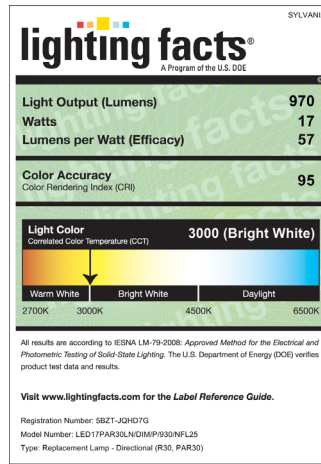 SYLVANI
lighting facts®
A Program of the U.S. DOE
Light Output (Lumens) 970
Watts 17
Lumens per Watt (Efficacy) 57
Color Accuracy 95
Color Rendering Index (CRI)
Light Color 3000 (Bright White)
Correlated Color Temperature (CCT)
Warm White Bright White Daylight
2700K 3000K 4500K 6500K
All results are according to IESNA LM-79-2008: Approved Method for the Electrical and
Photometric Testing of Solid-State Lighting. The U.S. Department of Energy (DOE) verifies
product test data and results.
Visit www.lightingfacts.com for the Label Reference Guide.
Registration Number: 5BZT-JQHD7G
Model Number: LED17PAR30LN/DIM/P/930/NFL25
Type: Replacement Lamp - Directional (R30, PAR30)